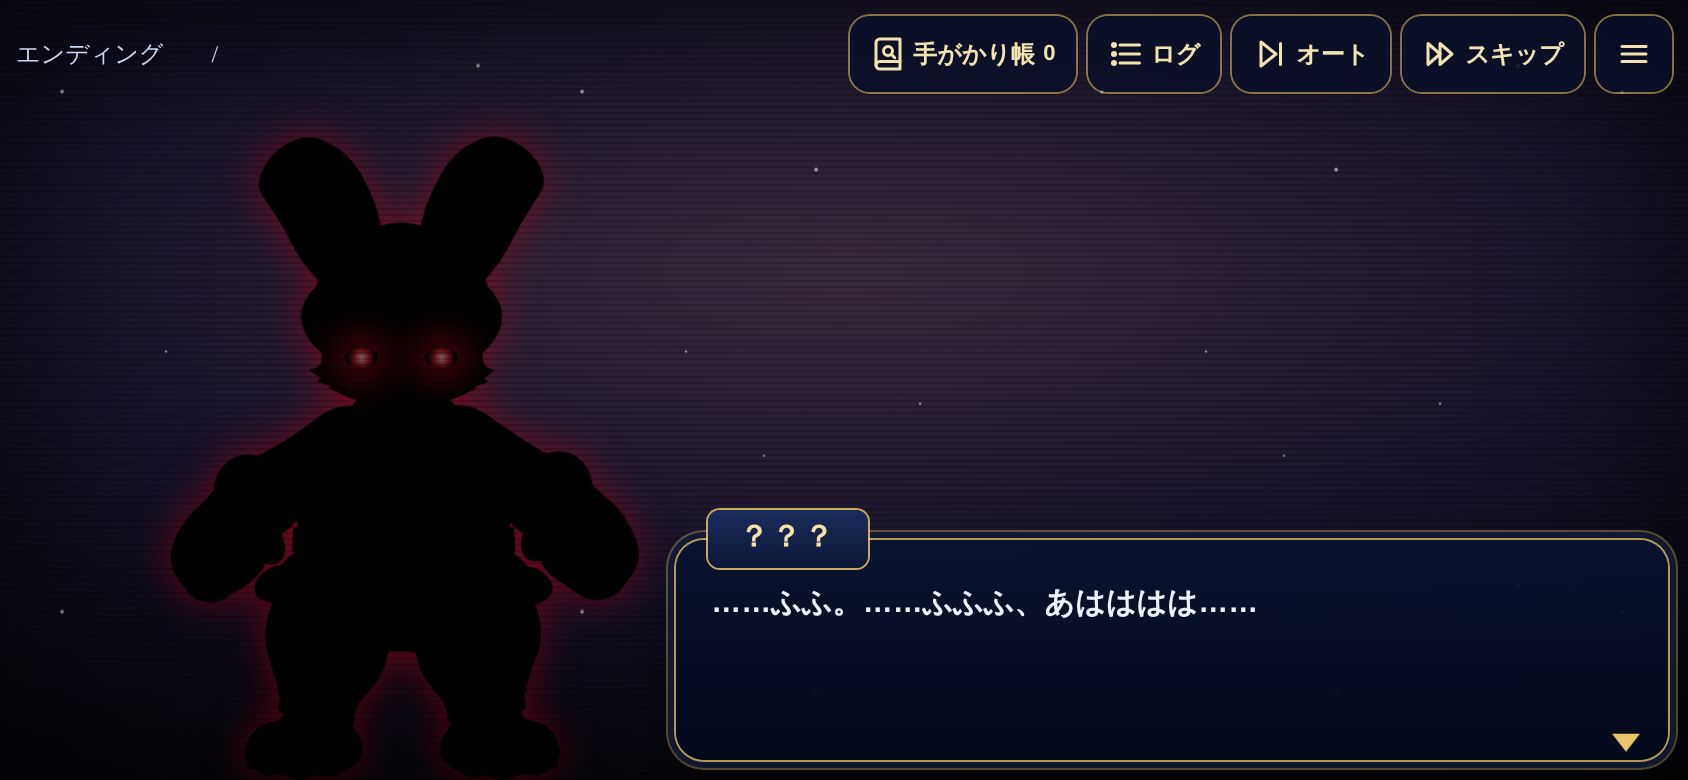 エンディング /
手がかり帳 0
ログ
オート
スキップ
???
……ふふ。……ふふふ、あはははは……